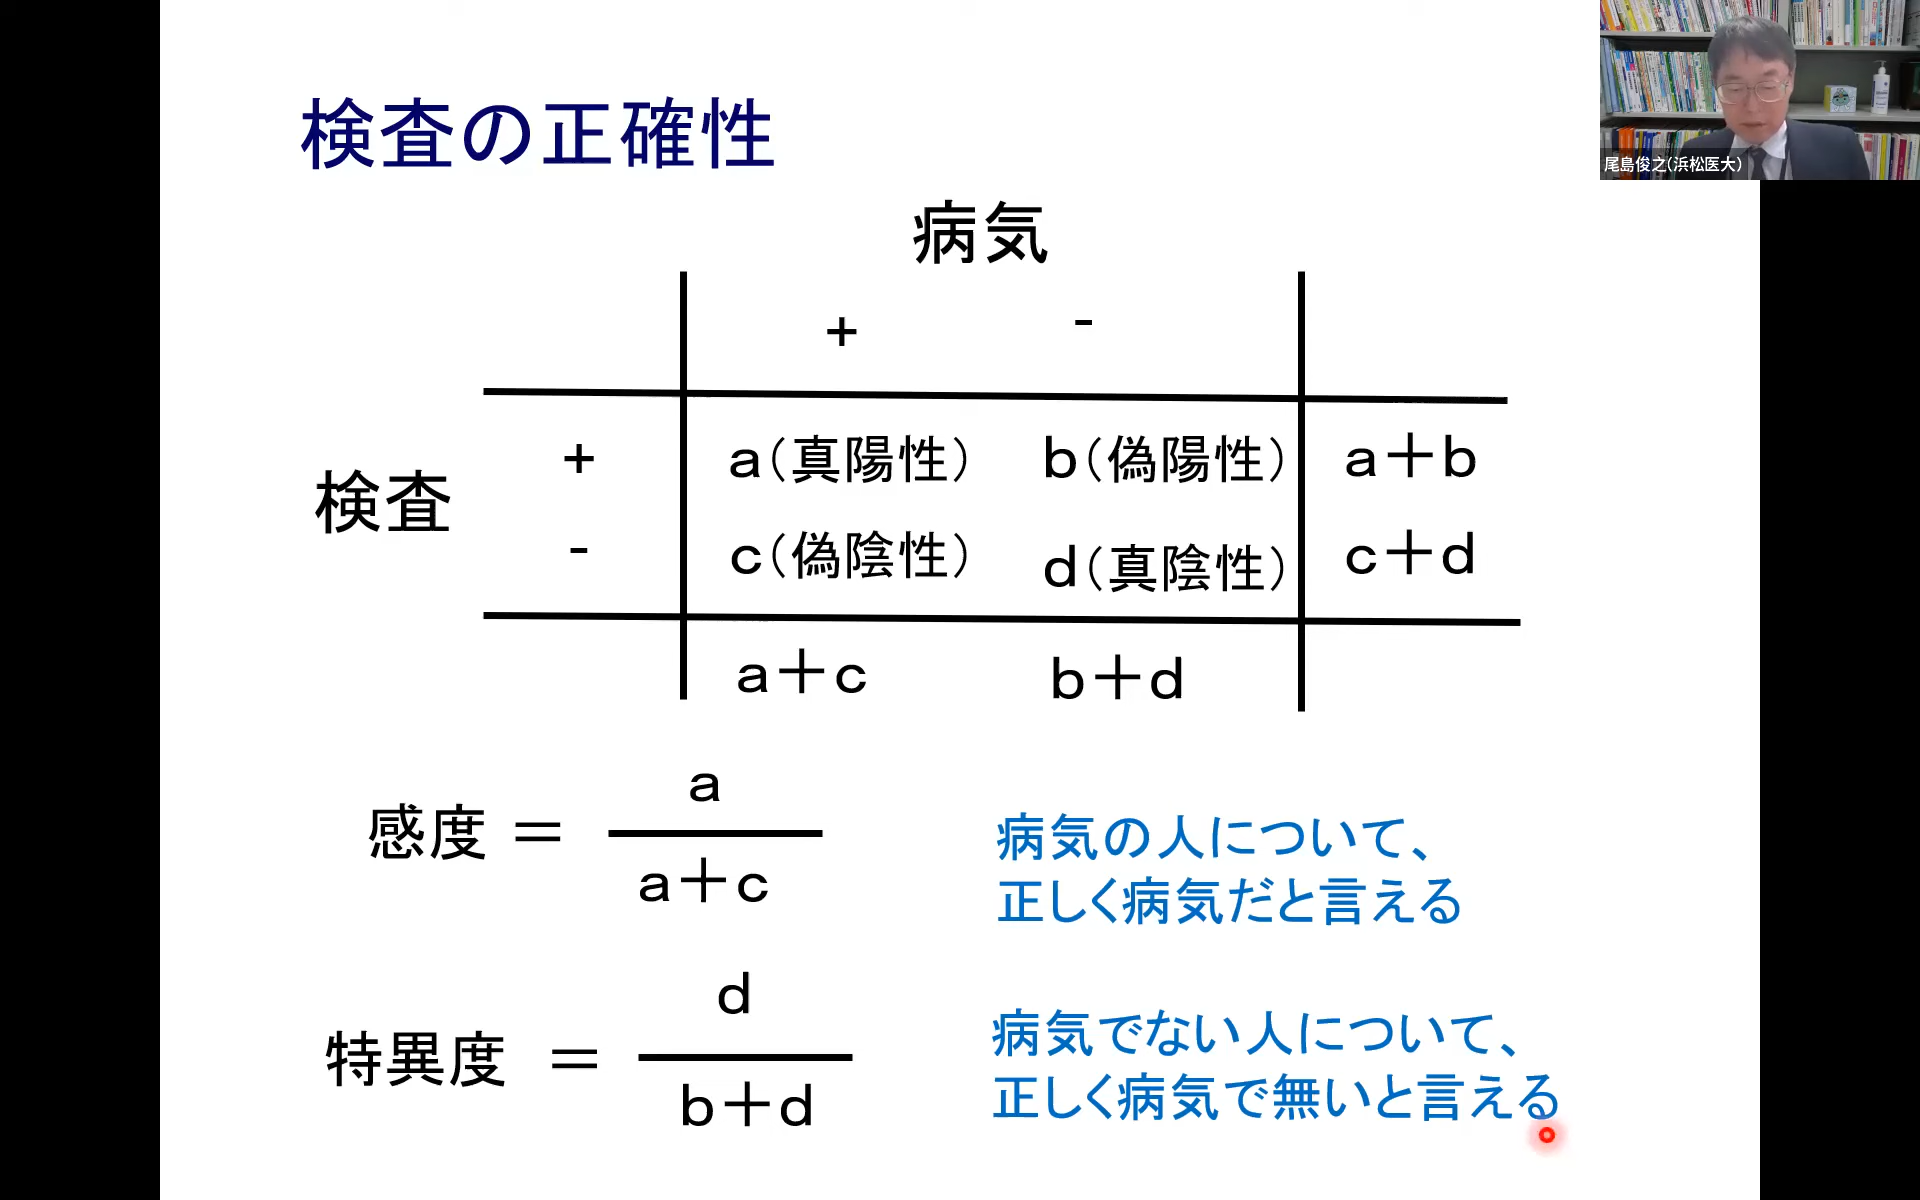 検査の正確性
尾島俊之(浜松医大)
病気
+ -
検査
+ a(真陽性) b(偽陽性) a+b
- c(偽陰性) d(真陰性) c+d
a+c b+d
感度 =
a
a+c
病気の人について、
正しく病気だと言える
特異度 =
d
b+d
病気でない人について、
正しく病気で無いと言える